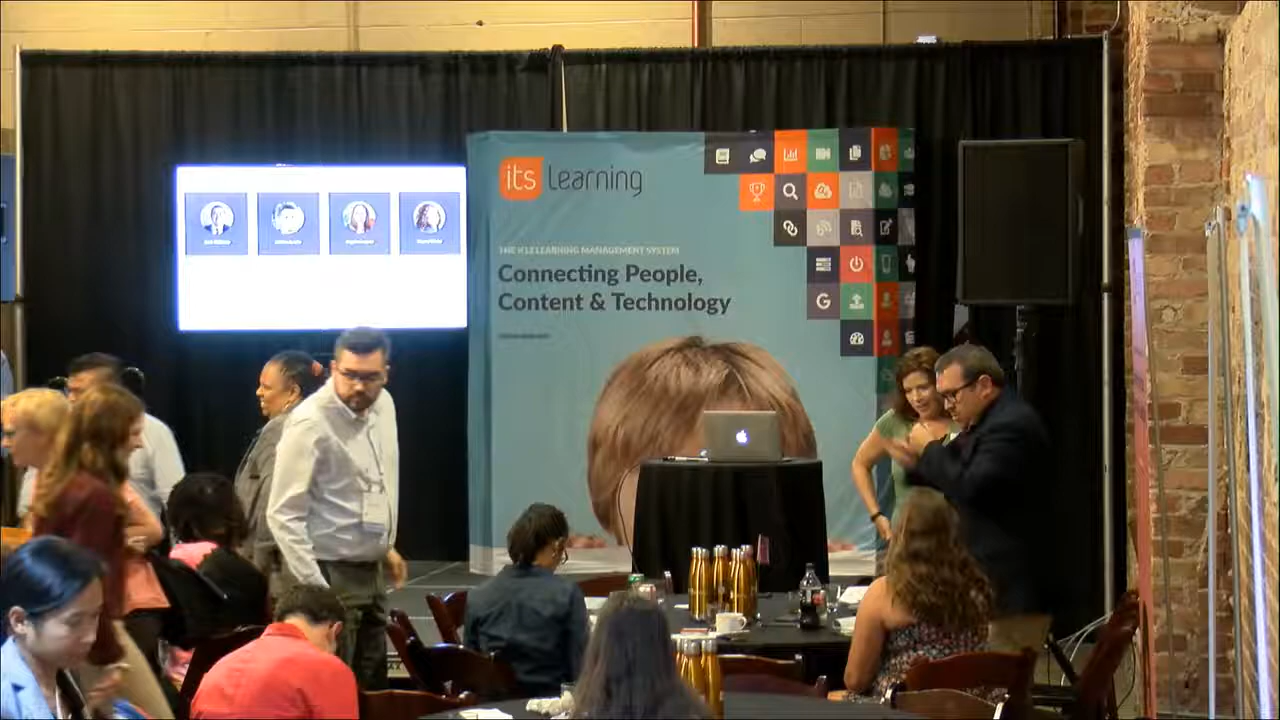 its Learning
THE K12 LEARNING MANAGEMENT SYSTEM
Connecting People,
Content & Technology
G